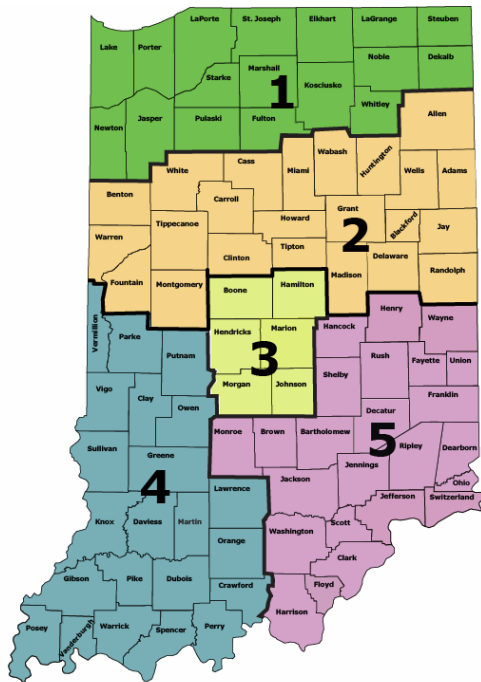 LaPorte
St. Joseph
Elkhart
LaGrange
Steuben
Lake
Porter
Noble
Dekalb
Marshall
Starke
Kosciusko
1
Whitley
Newton
Jasper
Pulaski
Fulton
Allen
White
Cass
Miami
Wabash
Huntington
Wells
Adams
Benton
Carroll
Grant
Blackford
Jay
Tippecanoe
Howard
2
Warren
Clinton
Tipton
Madison
Delaware
Randolph
Fountain
Montgomery
Boone
Hamilton
Vermillion
Parke
Putnam
Hendricks
Marion
3
Hancock
Henry
Wayne
Rush
Fayette
Union
Shelby
Morgan
Johnson
Franklin
Vigo
Clay
Owen
Decatur
5
Monroe
Brown
Bartholomew
Ripley
Dearborn
Sullivan
Greene
4
Jennings
Ohio
Jackson
Lawrence
Jefferson
Switzerland
Knox
Daviess
Martin
Washington
Scott
Orange
Clark
Gibson
Pike
Dubois
Crawford
Floyd
Harrison
Posey
Vanderburgh
Warrick
Spencer
Perry